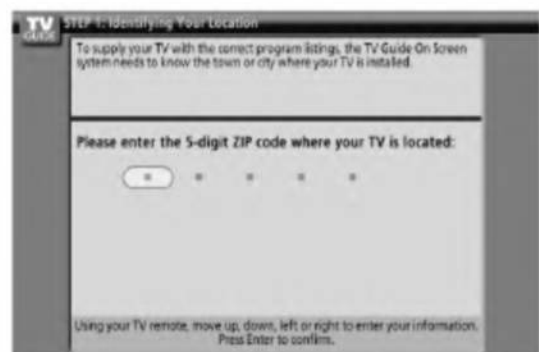 TV
GUIDE
STEP 1: Identifying Your Location
To supply your TV with the correct program listings, the TV Guide On Screen
system needs to know the town or city where your TV is installed.
Please enter the 5-digit ZIP code where your TV is located:
Using your TV remote, move up, down, left or right to enter your information.
Press Enter to confirm.